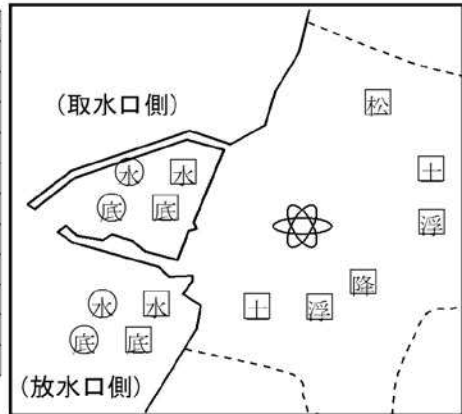 (取水口側)
松
水 水
土
底 底
浮
降
水 水
土 浮
底 底
(放水口側)